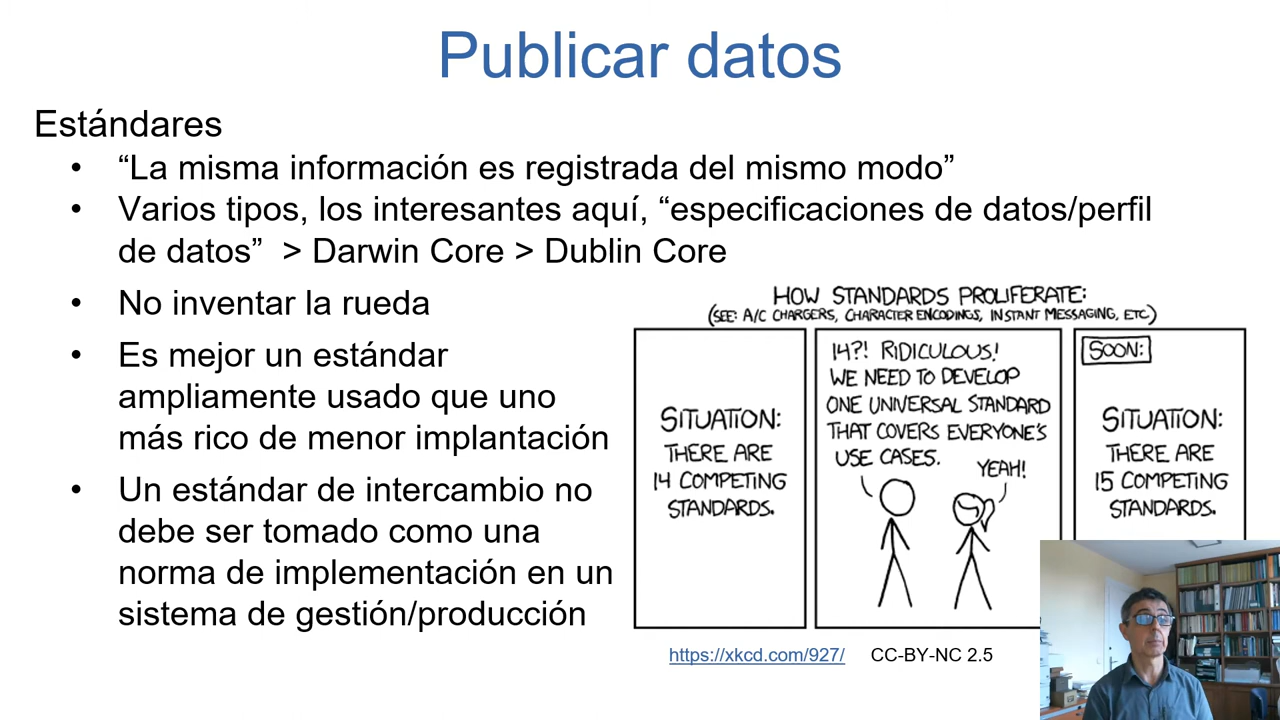 Publicar datos
Estándares
• “La misma información es registrada del mismo modo”
• Varios tipos, los interesantes aquí, “especificaciones de datos/perfil
de datos”  > Darwin Core > Dublin Core
• No inventar la rueda
• Es mejor un estándar
ampliamente usado que uno
más rico de menor implantación
• Un estándar de intercambio no
debe ser tomado como una
norma de implementación en un
sistema de gestión/producción
HOW STANDARDS PROLIFERATE:
(SEE: A/C CHARGERS, CHARACTER ENCODINGS, INSTANT MESSAGING, ETC.)
SITUATION:
THERE ARE
14 COMPETING
STANDARDS.
14?! RIDICULOUS!
WE NEED TO DEVELOP
ONE UNIVERSAL STANDARD
THAT COVERS EVERYONE'S
USE CASES.
YEAH!
SOON:
SITUATION:
THERE ARE
15 COMPETING
STANDARDS.
https://xkcd.com/927/ CC-BY-NC 2.5